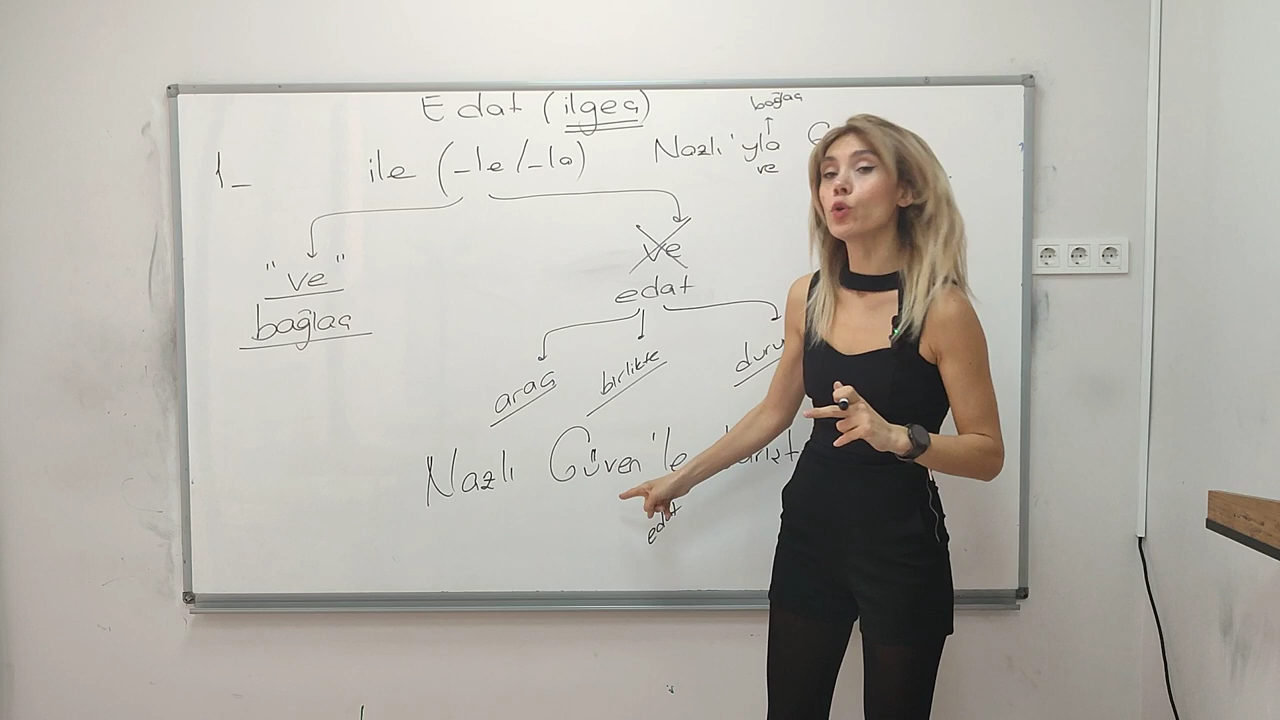 Edat (ilgeç)
bağlaç
1_ ile (-le/-la) Nazlı'yla
ve
"ve" ve
bağlaç edat
araç birlikte
Nazlı Güven'le
edat